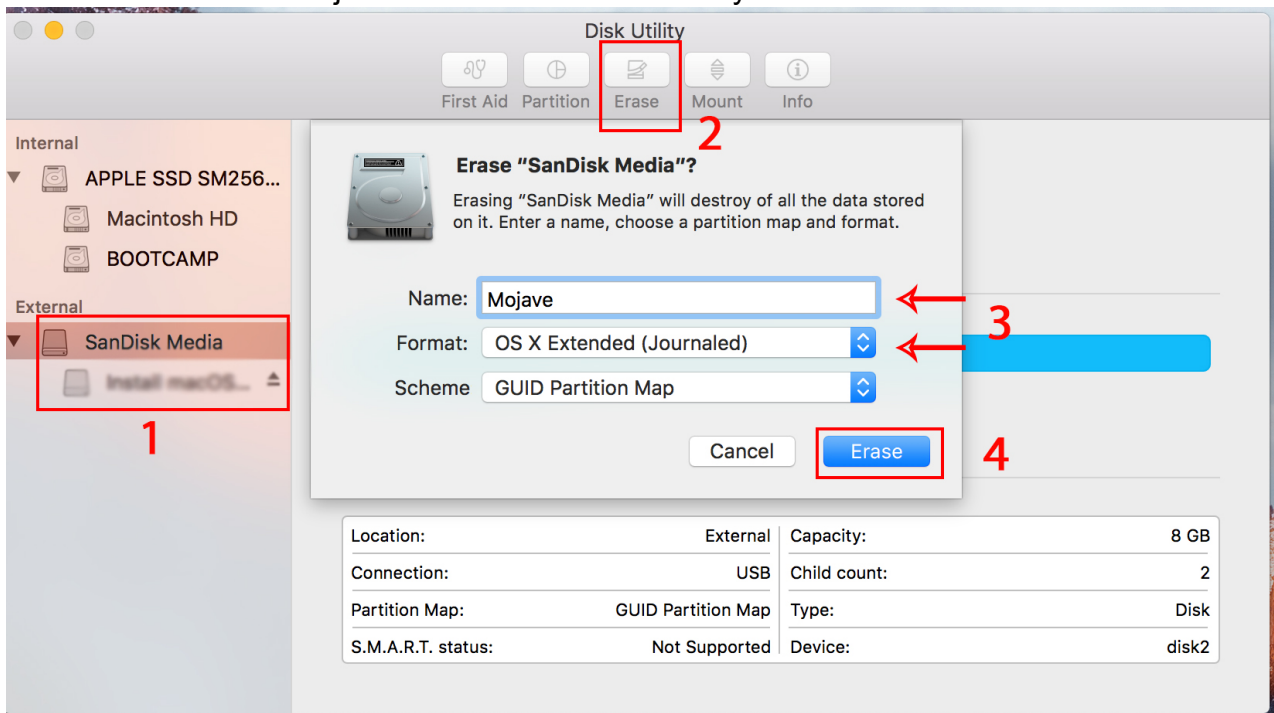 Disk Utility
First Aid Partition Erase Mount Info
2
Internal
APPLE SSD SM256...
Macintosh HD
BOOTCAMP
External
SanDisk Media
Install macOS...
1
Erase “SanDisk Media”?
Erasing “SanDisk Media” will destroy of all the data stored
on it. Enter a name, choose a partition map and format.
Name: Mojave
Format: OS X Extended (Journaled)
3
Scheme GUID Partition Map
Cancel Erase
4
Location: External Capacity: 8 GB
Connection: USB Child count: 2
Partition Map: GUID Partition Map Type: Disk
S.M.A.R.T. status: Not Supported Device: disk2